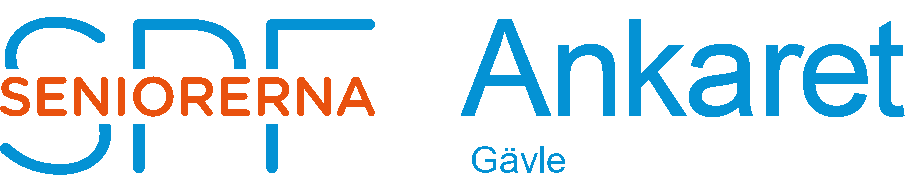 SPF
SENIORERNA
Ankaret
Gävle